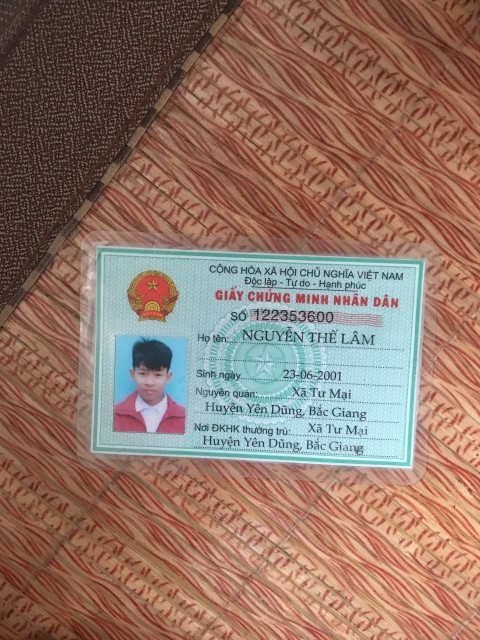 CỘNG HÒA XÃ HỘI CHỦ NGHĨA VIỆT NAM
Độc lập - Tự do - Hạnh phúc
GIẤY CHỨNG MINH NHÂN DÂN
SỐ 122353600
Họ tên: NGUYỄN THẾ LÂM
Sinh ngày 23-06-2001
Nguyên quán: Xã Tư Mại
Huyện Yên Dũng, Bắc Giang
Nơi ĐKHK thường trú: Xã Tư Mại
Huyện Yên Dũng, Bắc Giang